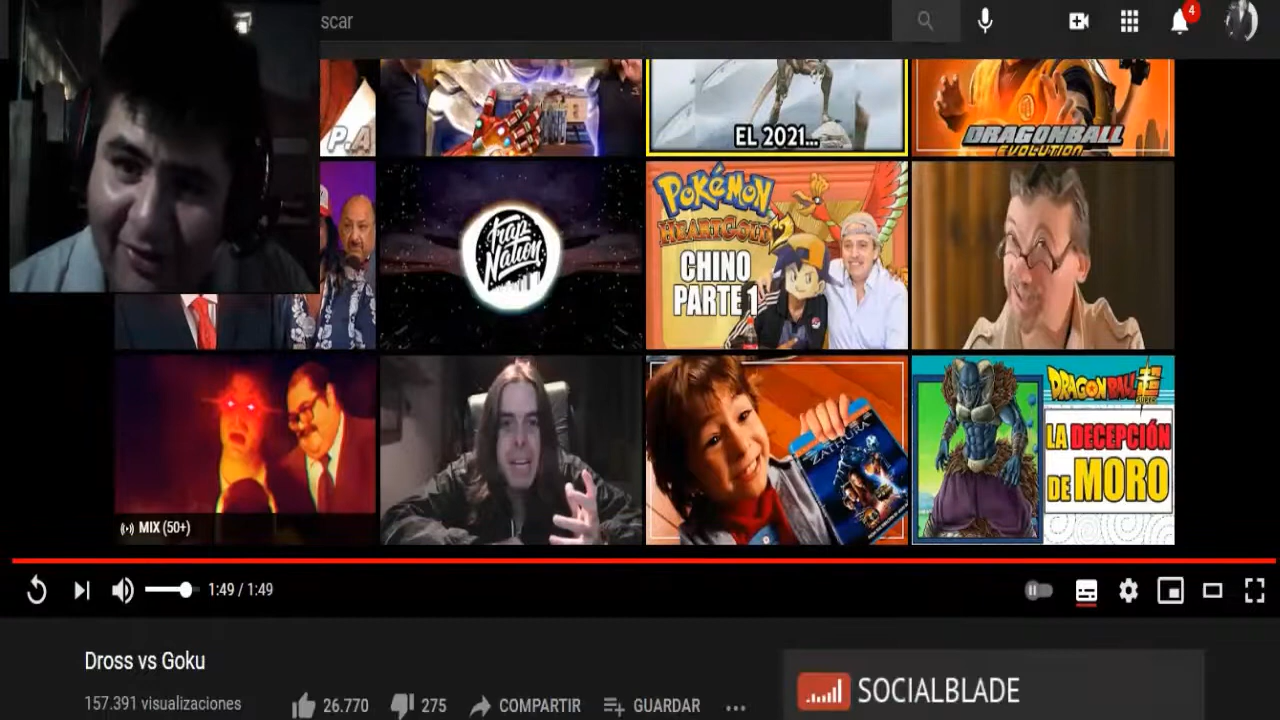 scar
4
P.A
EL 2021...
DRAGONBALL
EVOLUTION
Trap
Nation
POKéMON
HEARTGOLD
CHINO
PARTE 1
MIX (50+)
ZATHURA
DRAGON BALL
SUPER
LA DECEPCIÓN
DE MORO
1:49 / 1:49
Dross vs Goku
157.391 visualizaciones
26.770
275
COMPARTIR
GUARDAR
SOCIALBLADE